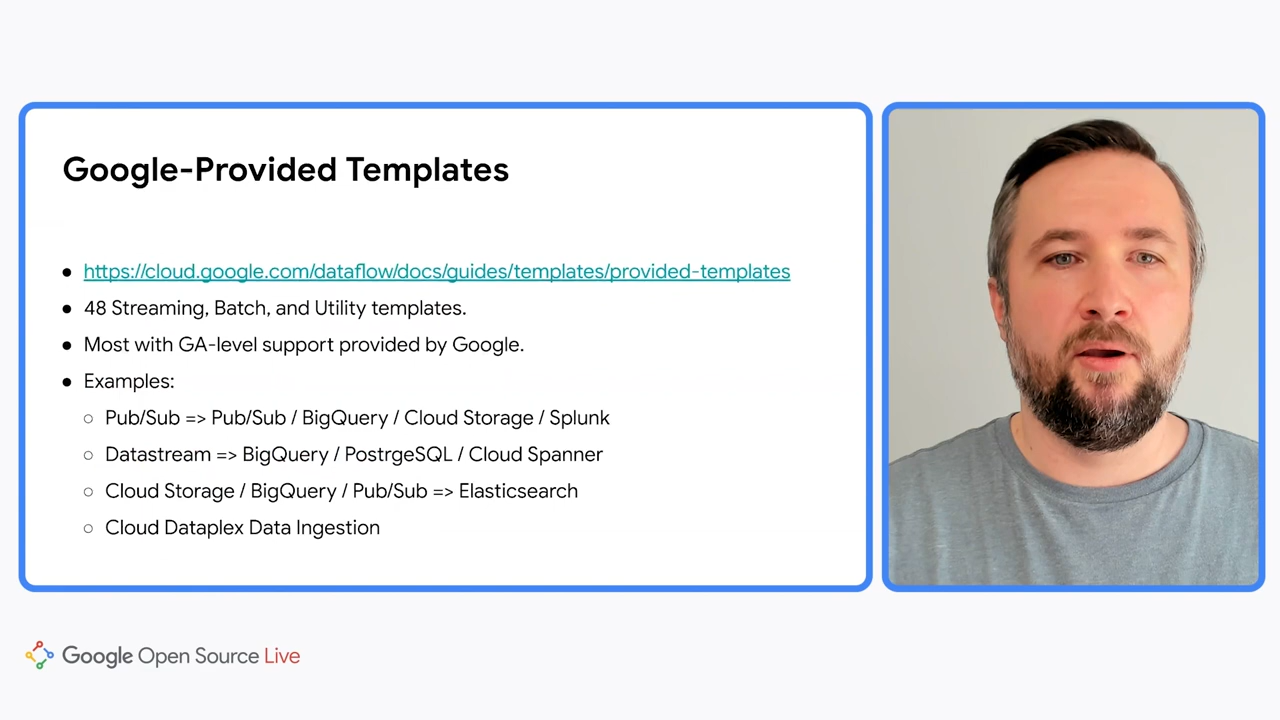 Google-Provided Templates
● https://cloud.google.com/dataflow/docs/guides/templates/provided-templates
● 48 Streaming, Batch, and Utility templates.
● Most with GA-level support provided by Google.
● Examples:
○ Pub/Sub => Pub/Sub / BigQuery / Cloud Storage / Splunk
○ Datastream => BigQuery / PostrgeSQL / Cloud Spanner
○ Cloud Storage / BigQuery / Pub/Sub => Elasticsearch
○ Cloud Dataplex Data Ingestion
Google Open Source Live